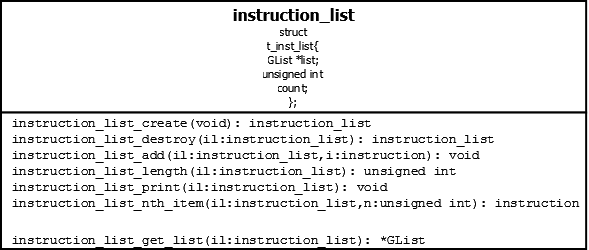 instruction_list
struct
t_inst_list{
GList *list;
unsigned int
count;
};
instruction_list_create(void): instruction_list
instruction_list_destroy(il:instruction_list): instruction_list
instruction_list_add(il:instruction_list,i:instruction): void
instruction_list_length(il:instruction_list): unsigned int
instruction_list_print(il:instruction_list): void
instruction_list_nth_item(il:instruction_list,n:unsigned int): instruction
instruction_list_get_list(il:instruction_list): *GList